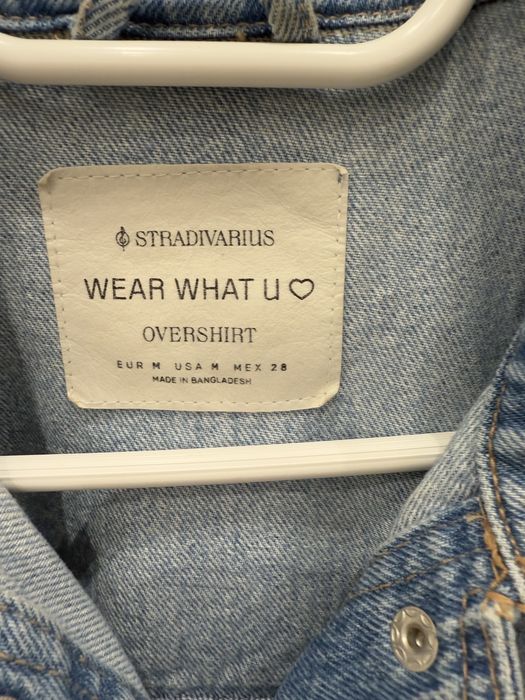 STRADIVARIUS
WEAR WHAT U ♡
OVERSHIRT
EUR M USA M MEX 28
MADE IN BANGLADESH